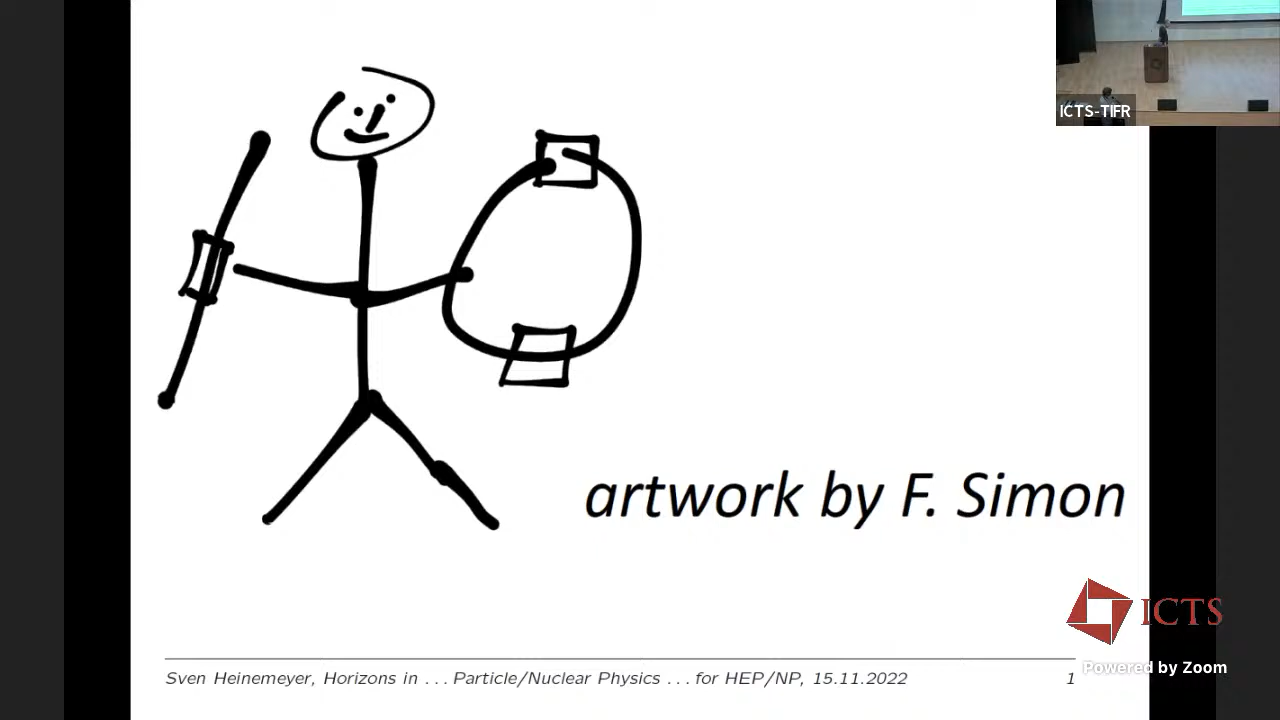 ICTS-TIFR
artwork by F. Simon
ICTS
Powered by Zoom
Sven Heinemeyer, Horizons in . . . Particle/Nuclear Physics . . . for HEP/NP, 15.11.2022 1